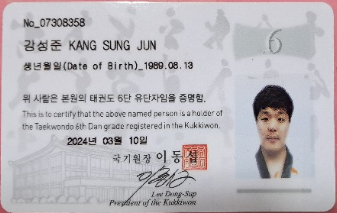 No_07308358
강성준 KANG SUNG JUN
생년월일(Date of Birth)_1989.08.13
6
위 사람은 본원의 태권도 6단 유단자임을 증명함.
This is to certify that the above named person is a holder of
the Taekwondo 6th Dan grade registered in the Kukkiwon.
2024년 03월 10일
국기원장 이동섭
Lee Dong-Sup
President of the Kukkiwon